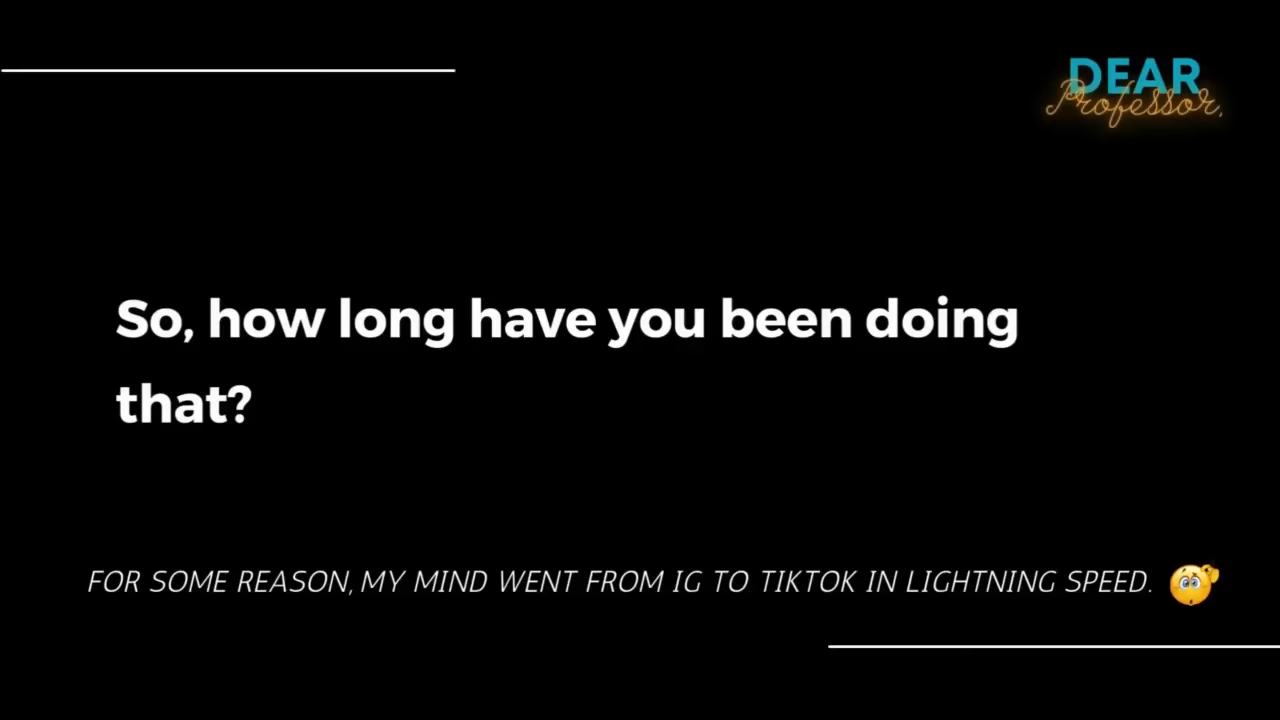 DEAR
Professor,
So, how long have you been doing
that?
FOR SOME REASON, MY MIND WENT FROM IG TO TIKTOK IN LIGHTNING SPEED.